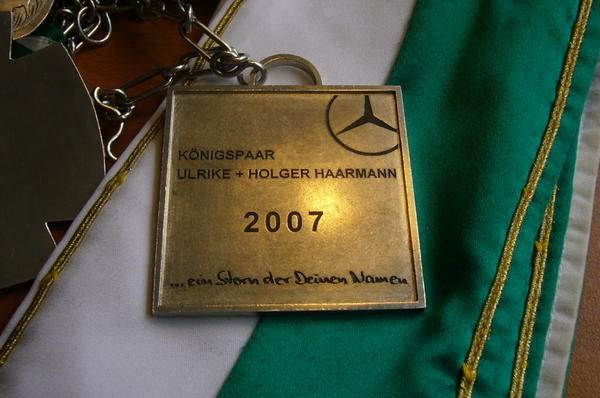 KÖNIGSPAAR
ULRIKE + HOLGER HAARMANN
2007
...ein Stern der Deinen Namen